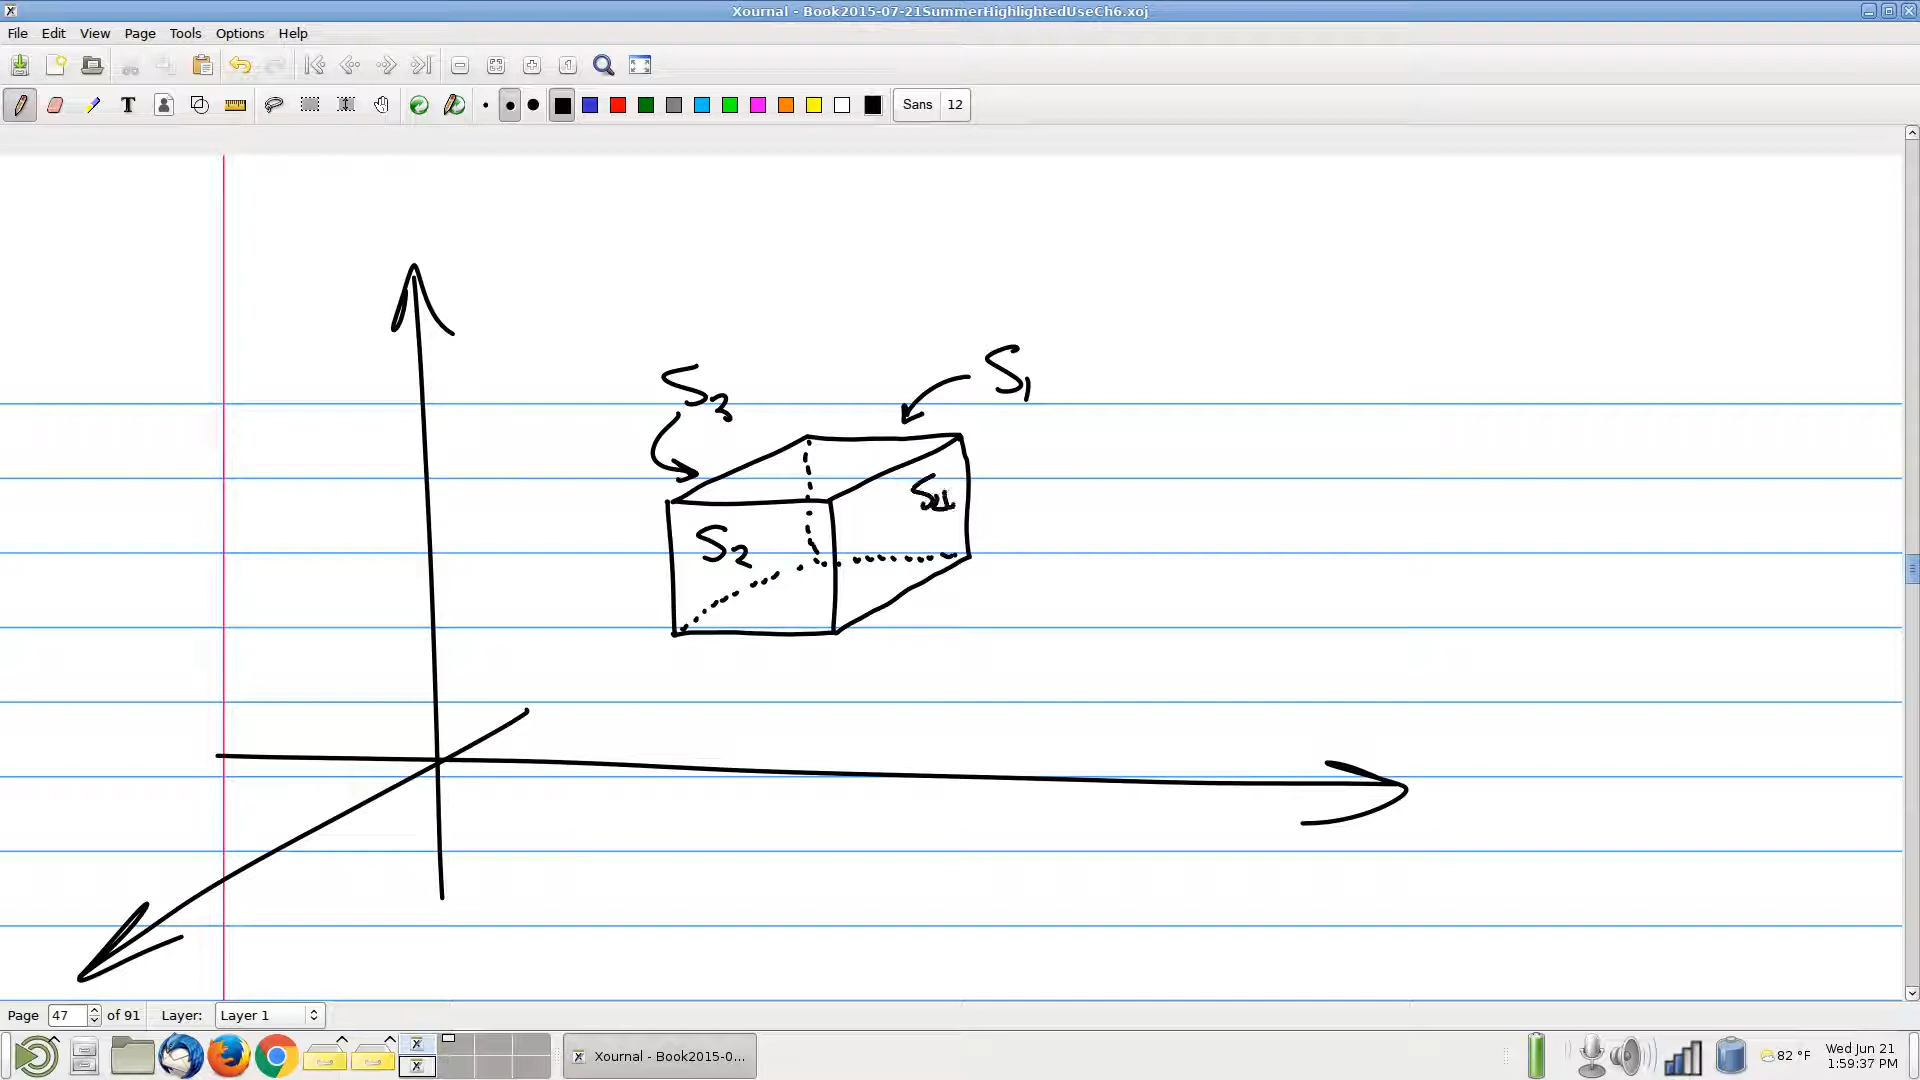 Xournal - Book2015-07-21SummerHighlightedUseCh6.xoj
File Edit View Page Tools Options Help
T Sans 12
S₁
S₃
S₂
Page 47 of 91 Layer: Layer 1
Xournal - Book2015-0...
82 °F
Wed Jun 21
1:59:37 PM